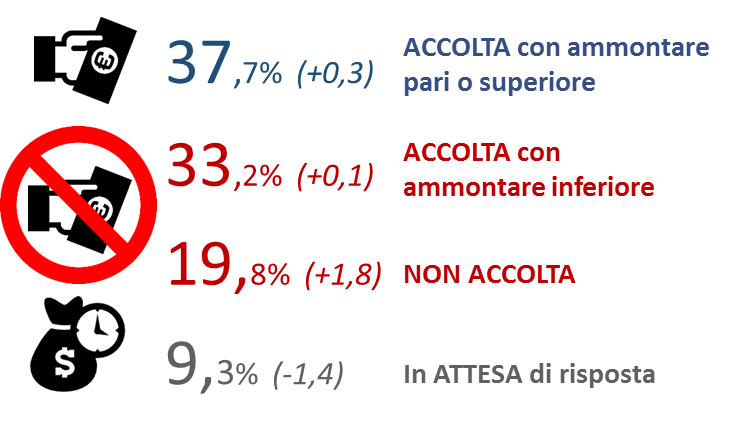 37,7% (+0,3) ACCOLTA con ammontare
pari o superiore
33,2% (+0,1) ACCOLTA con
ammontare inferiore
19,8% (+1,8) NON ACCOLTA
9,3% (-1,4) In ATTESA di risposta
$